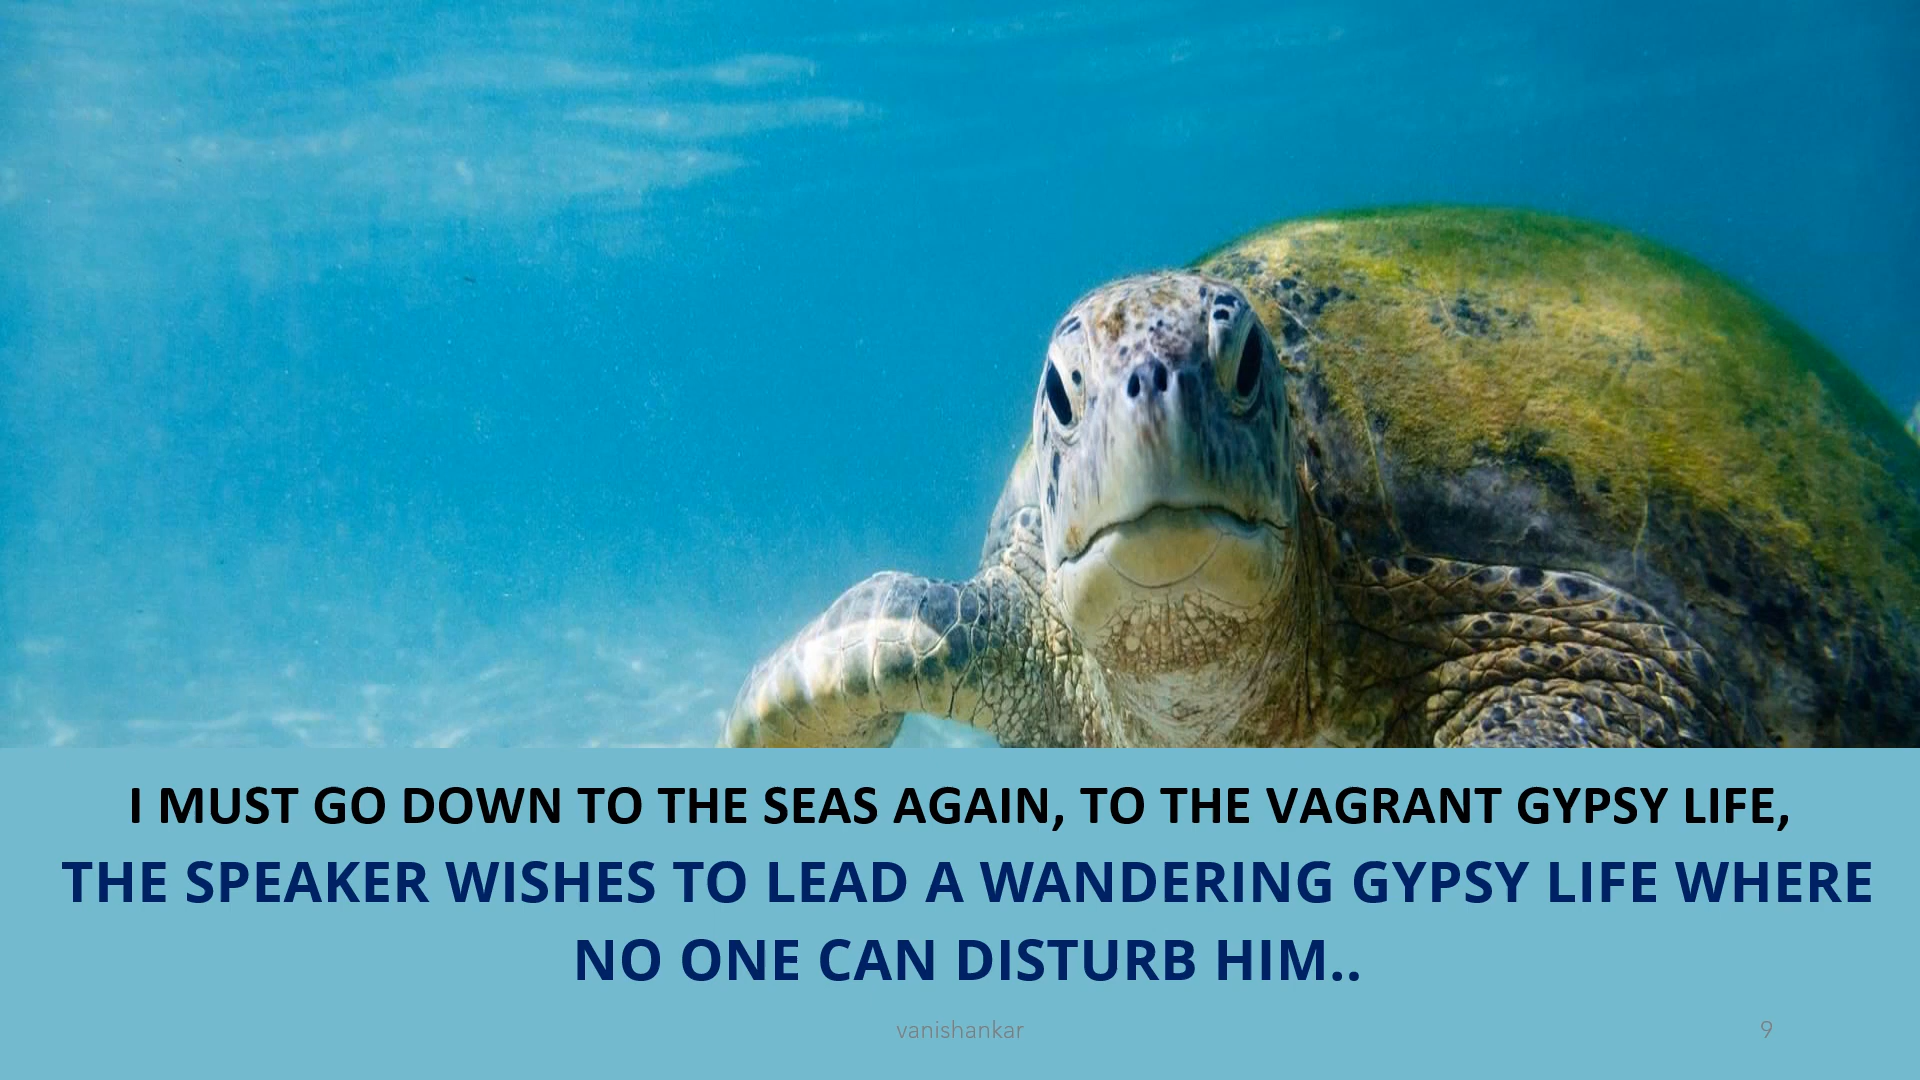 I MUST GO DOWN TO THE SEAS AGAIN, TO THE VAGRANT GYPSY LIFE,
THE SPEAKER WISHES TO LEAD A WANDERING GYPSY LIFE WHERE
NO ONE CAN DISTURB HIM..
vanishankar
9